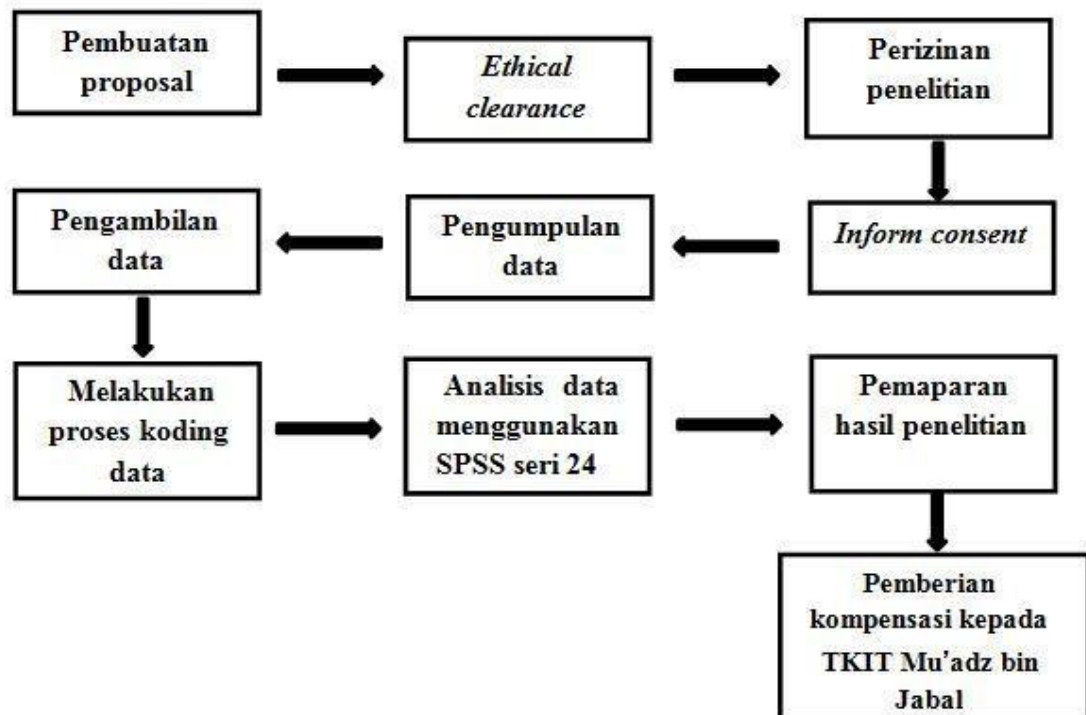 Pembuatan
proposal
Ethical
clearance
Perizinan
penelitian
Inform consent
Pengumpulan
data
Pengambilan
data
Melakukan
proses koding
data
Analisis data
menggunakan
SPSS seri 24
Pemaparan
hasil penelitian
Pemberian
kompensasi kepada
TKIT Mu'adz bin
Jabal